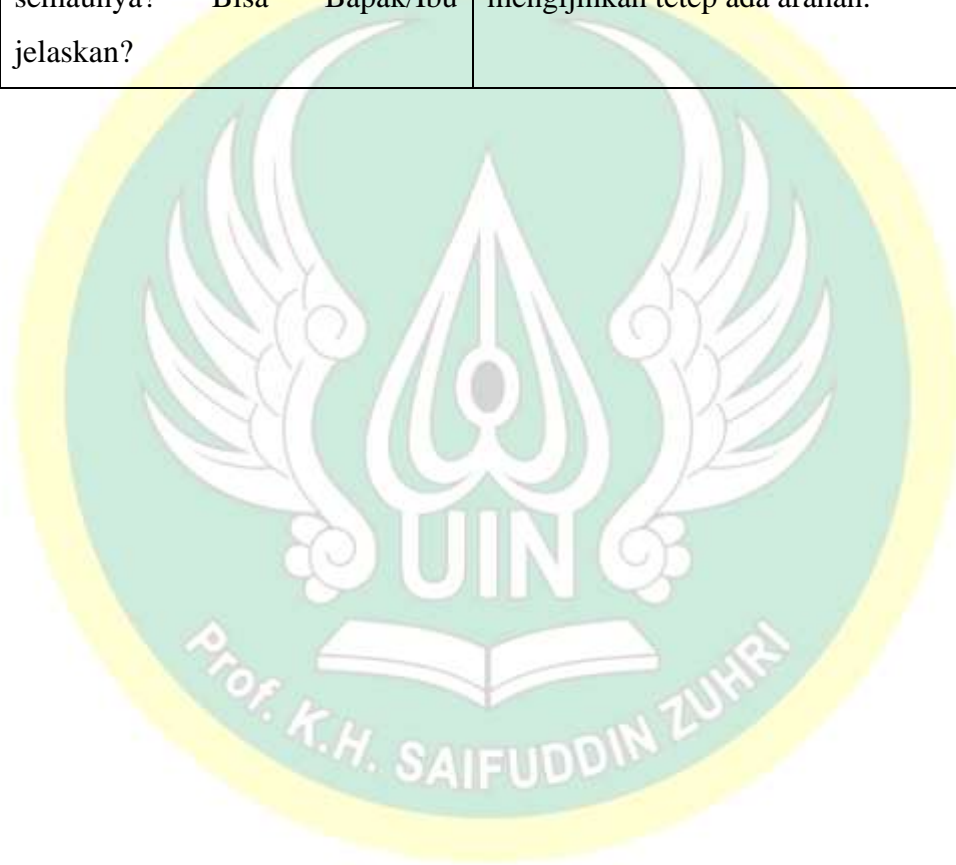 semaunya? Bisa Bapak/Ibu
jelaskan?
mengijinkan tetep ada arahan.
UIN
Prof. K.H. SAIFUDDIN ZUHRI